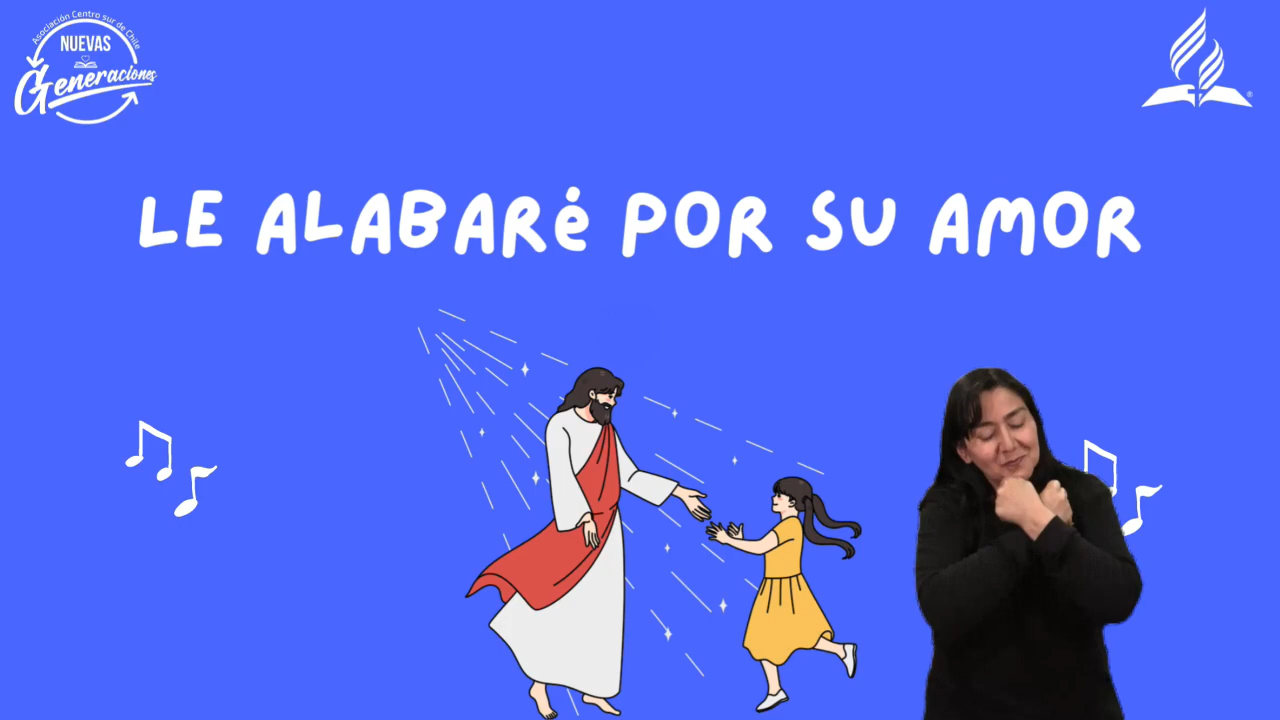 Asociación Centro sur de Chile
NUEVAS
Generaciones
®
LE ALABARé POR SU AMOR